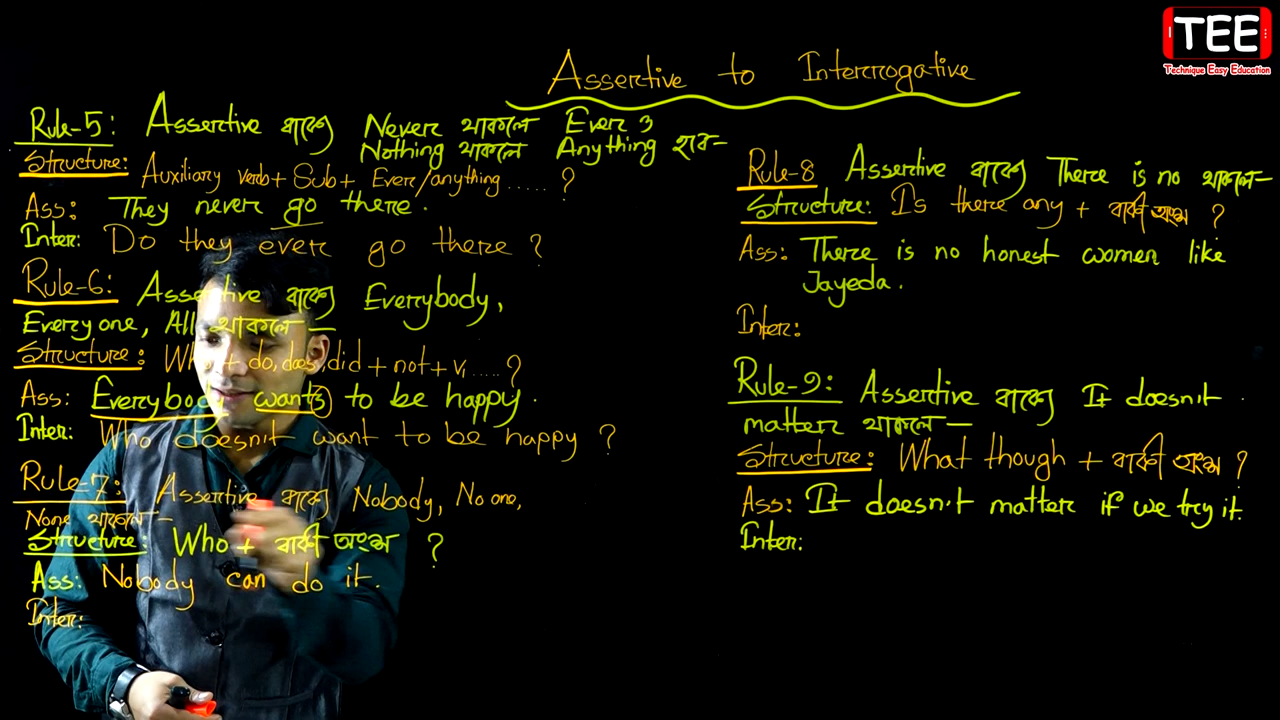 TEE
Technique Easy Education
Assertive to Interrogative
Rule-5: Assertive বাক্যে Never থাকলে Ever ও
Nothing থাকলে Anything হবে-
Structure: Auxiliary verb + Sub + Ever/anything ..... ?
Ass: They never go there.
Inter: Do they ever go there ?
Rule-6: Assertive বাক্যে Everybody,
Every one, All থাকলে —
Structure: Who + do, does, did + not + v₁ ..... ?
Ass: Everybody wants to be happy.
Inter: Who doesn't want to be happy ?
Rule-7: Assertive বাক্যে Nobody, No one,
None থাকলে —
Structure: Who + বাকী অংশ ?
Ass: Nobody can do it.
Inter:
Rule-8 Assertive বাক্যে There is no থাকলে-
Structure: Is there any + বাকী অংশ ?
Ass: There is no honest women like
Jayeda.
Inter:
Rule-9: Assertive বাক্যে It doesn't
matter থাকলে —
Structure: What though + বাকী অংশ ?
Ass: It doesn't matter if we try it.
Inter: